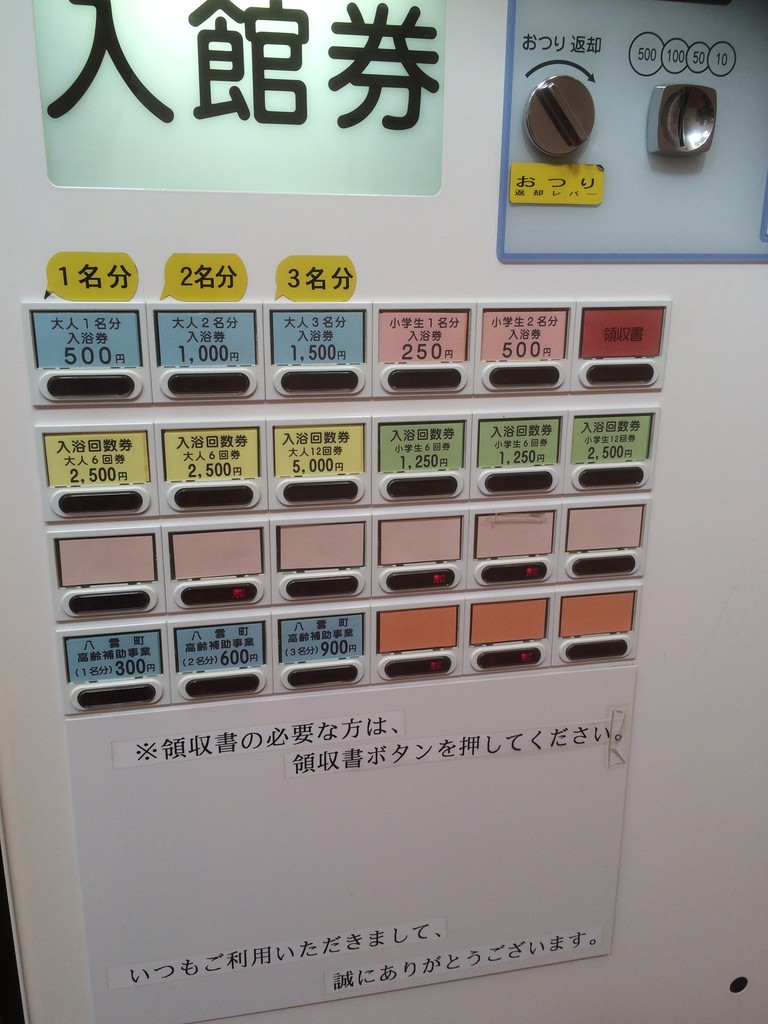 入館券
おつり返却
500 100 50 10
おつり
返却レバー
1名分
2名分
3名分
大人1名分
入浴券
500円
大人2名分
入浴券
1,000円
大人3名分
入浴券
1,500円
小学生1名分
入浴券
250円
小学生2名分
入浴券
500円
領収書
入浴回数券
大人6回券
2,500円
入浴回数券
大人6回券
2,500円
入浴回数券
大人12回券
5,000円
入浴回数券
小学生6回券
1,250円
入浴回数券
小学生6回券
1,250円
入浴回数券
小学生12回券
2,500円
八雲町
高齢補助事業
(1名分)300円
八雲町
高齢補助事業
(2名分)600円
八雲町
高齢補助事業
(3名分)900円
※領収書の必要な方は、
領収書ボタンを押してください。
いつもご利用いただきまして、
誠にありがとうございます。